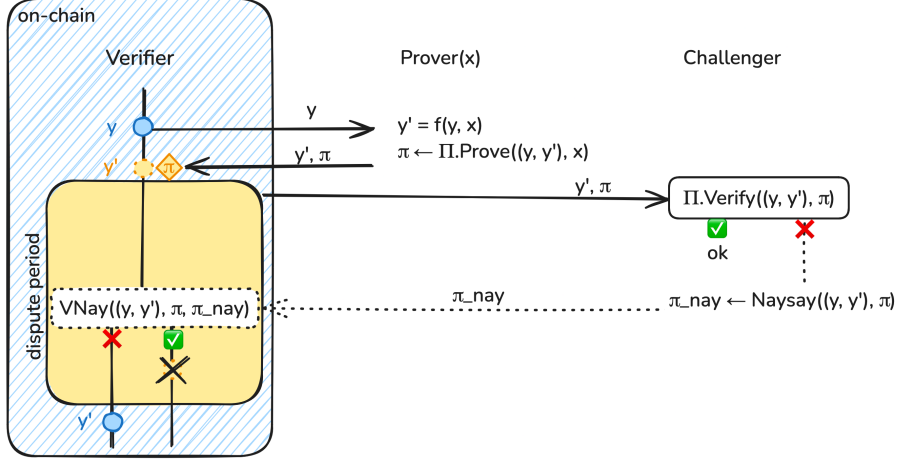 on-chain
Verifier
Prover(x)
Challenger
y
y
y' = f(y, x)
π ← Π.Prove((y, y'), x)
y'
π
y', π
y', π
Π.Verify((y, y'), π)
ok
dispute period
VNay((y, y'), π, π_nay)
π_nay
π_nay ← Naysay((y, y'), π)
y'